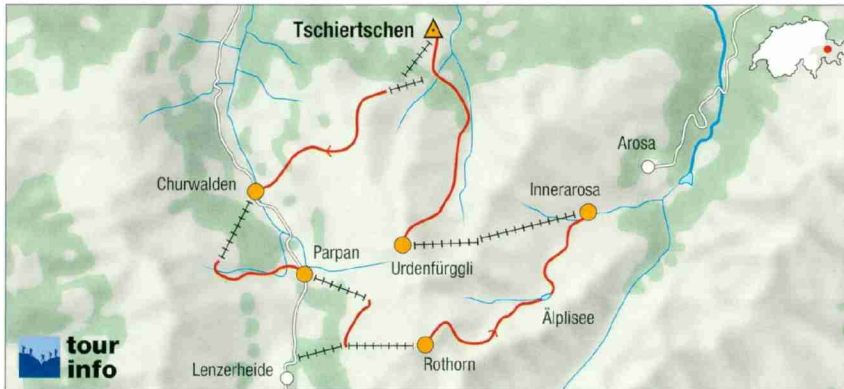 Tschiertschen
Arosa
Churwalden
Innerarosa
Parpan
Urdenfürggli
Älplisee
tour
info
Lenzerheide
Rothorn